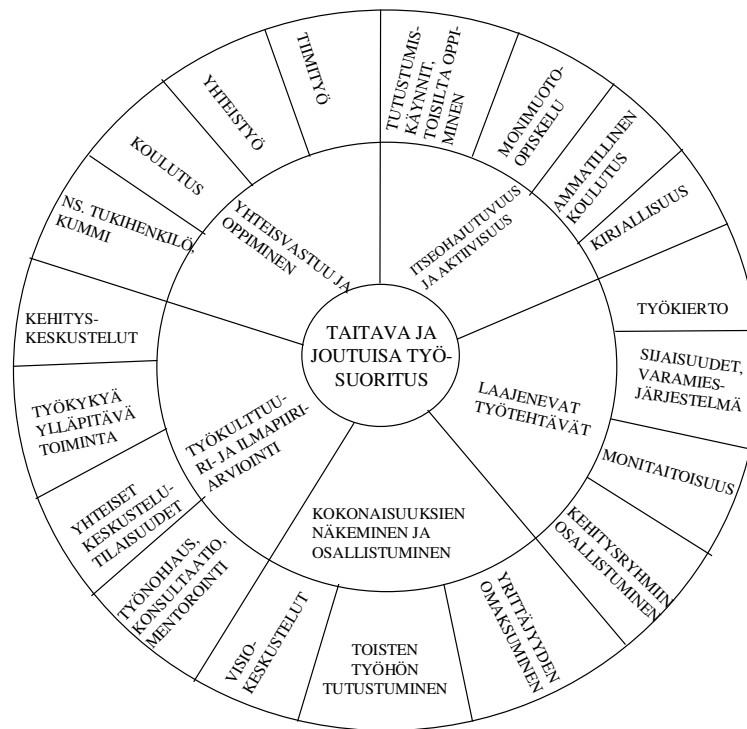 TAITAVA JA
JOUTUISA TYÖ-
SUORITUS
YHTEISVASTUU JA
OPPIMINEN
ITSEOHAJUTUVUUS
JA AKTIIVISUUS
LAAJENEVAT
TYÖTEHTÄVÄT
KOKONAISUUKSIEN
NÄKEMINEN JA
OSALLISTUMINEN
TYÖKULTTUU-
RI- JA ILMAPIIRI-
ARVIOINTI
TUTUSTUMIS-
KÄYNNIT,
TOISILTA OPPI-
MINEN
MONIMUOTO-
OPISKELU
AMMATILLINEN
KOULUTUS
KIRJALLISUUS
TYÖKIERTO
SIJAISUUDET,
VARAMIES-
JÄRJESTELMÄ
MONITAITOISUUS
KEHITYSRYHMIIN
OSALLISTUMINEN
YRITTÄJYYDEN
OMAKSUMINEN
TOISTEN
TYÖHÖN
TUTUSTUMINEN
VISIO-
KESKUSTELUT
TYÖNOHJAUS,
KONSULTAATIO,
MENTOROINTI
YHTEISET
KESKUSTELU-
TILAISUUDET
TYÖKYKYÄ
YLLÄPITÄVÄ
TOIMINTA
KEHITYS-
KESKUSTELUT
NS. TUKIHENKILÖ,
KUMMI
KOULUTUS
YHTEISTYÖ
TIIMITYÖ